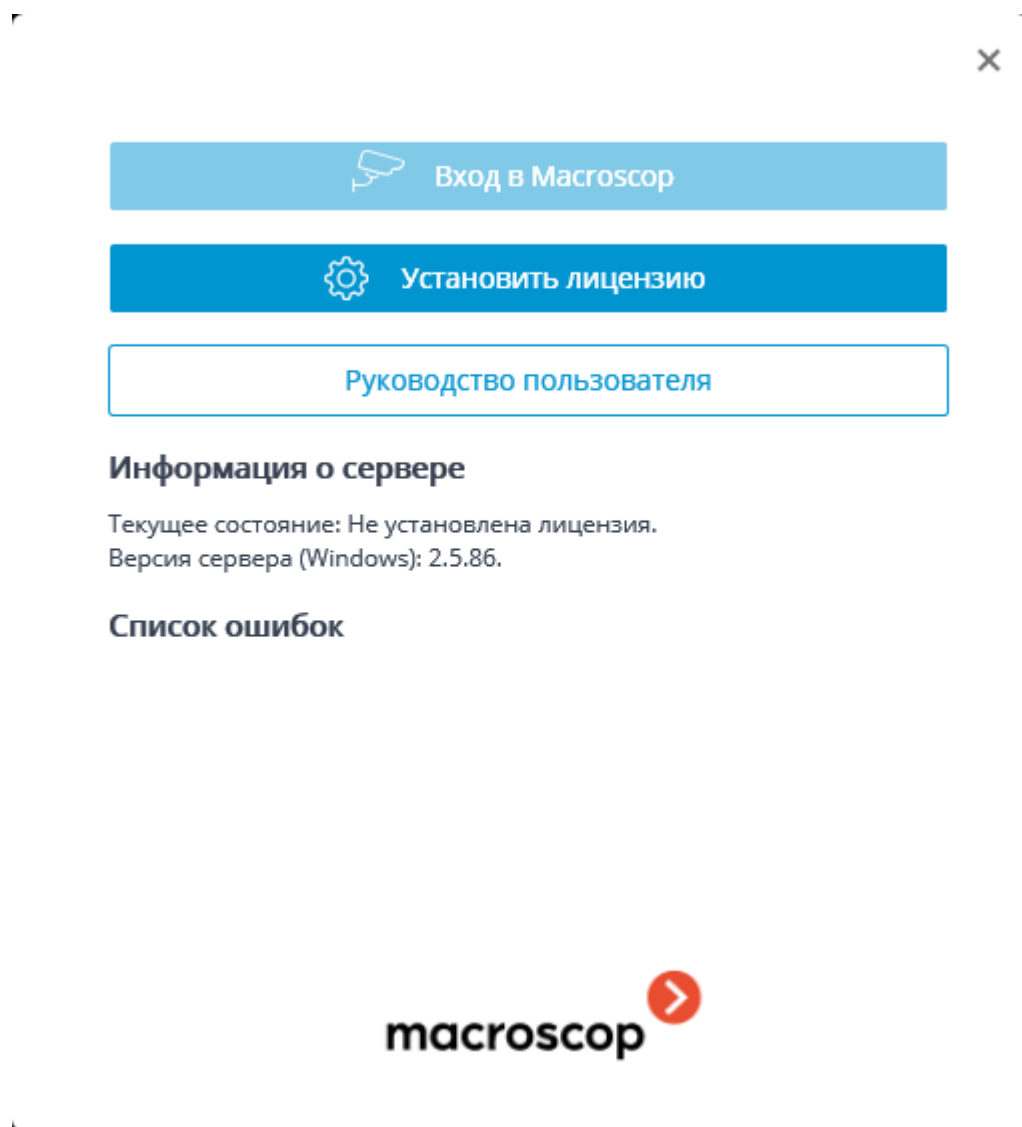 Вход в Macroscop
Установить лицензию
Руководство пользователя
Информация о сервере
Текущее состояние: Не установлена лицензия.
Версия сервера (Windows): 2.5.86.
Список ошибок
macroscop